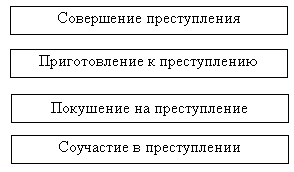 Совершение преступления
Приготовление к преступлению
Покушение на преступление
Соучастие в преступлении